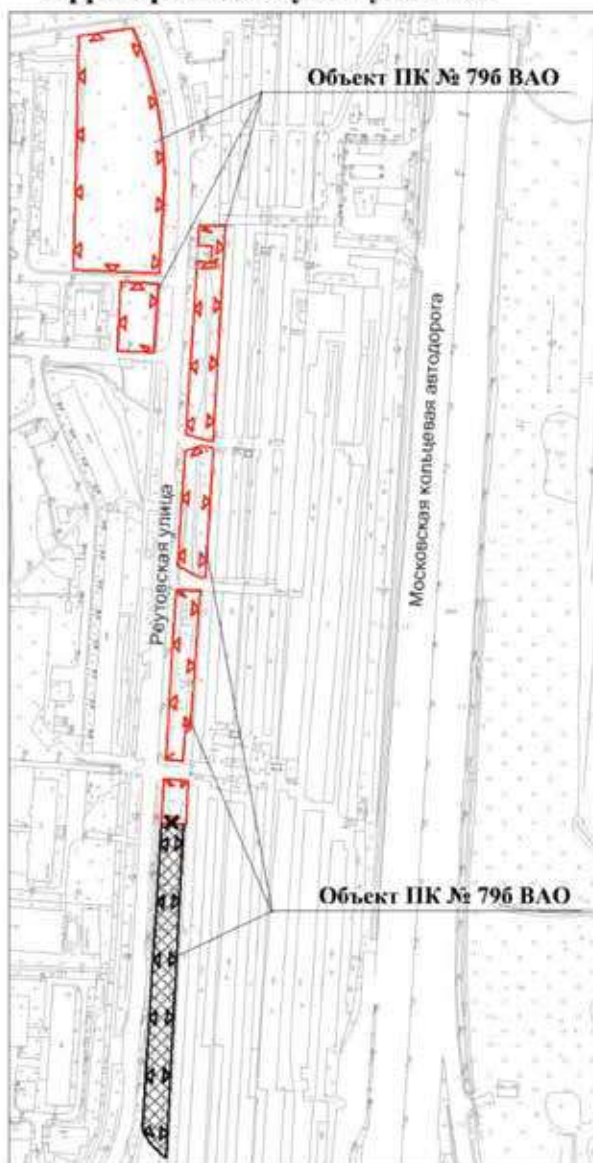 Объект ПК № 79б ВАО
Реутовская улица
Московская кольцевая автодорога
Объект ПК № 79б ВАО